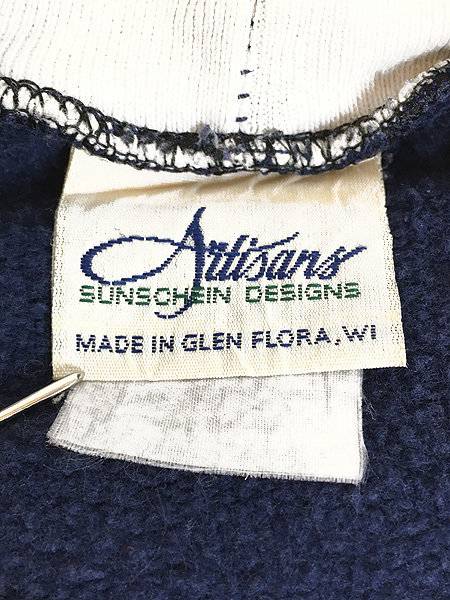 Artisans
SUNSCHEIN DESIGNS
MADE IN GLEN FLORA, WI